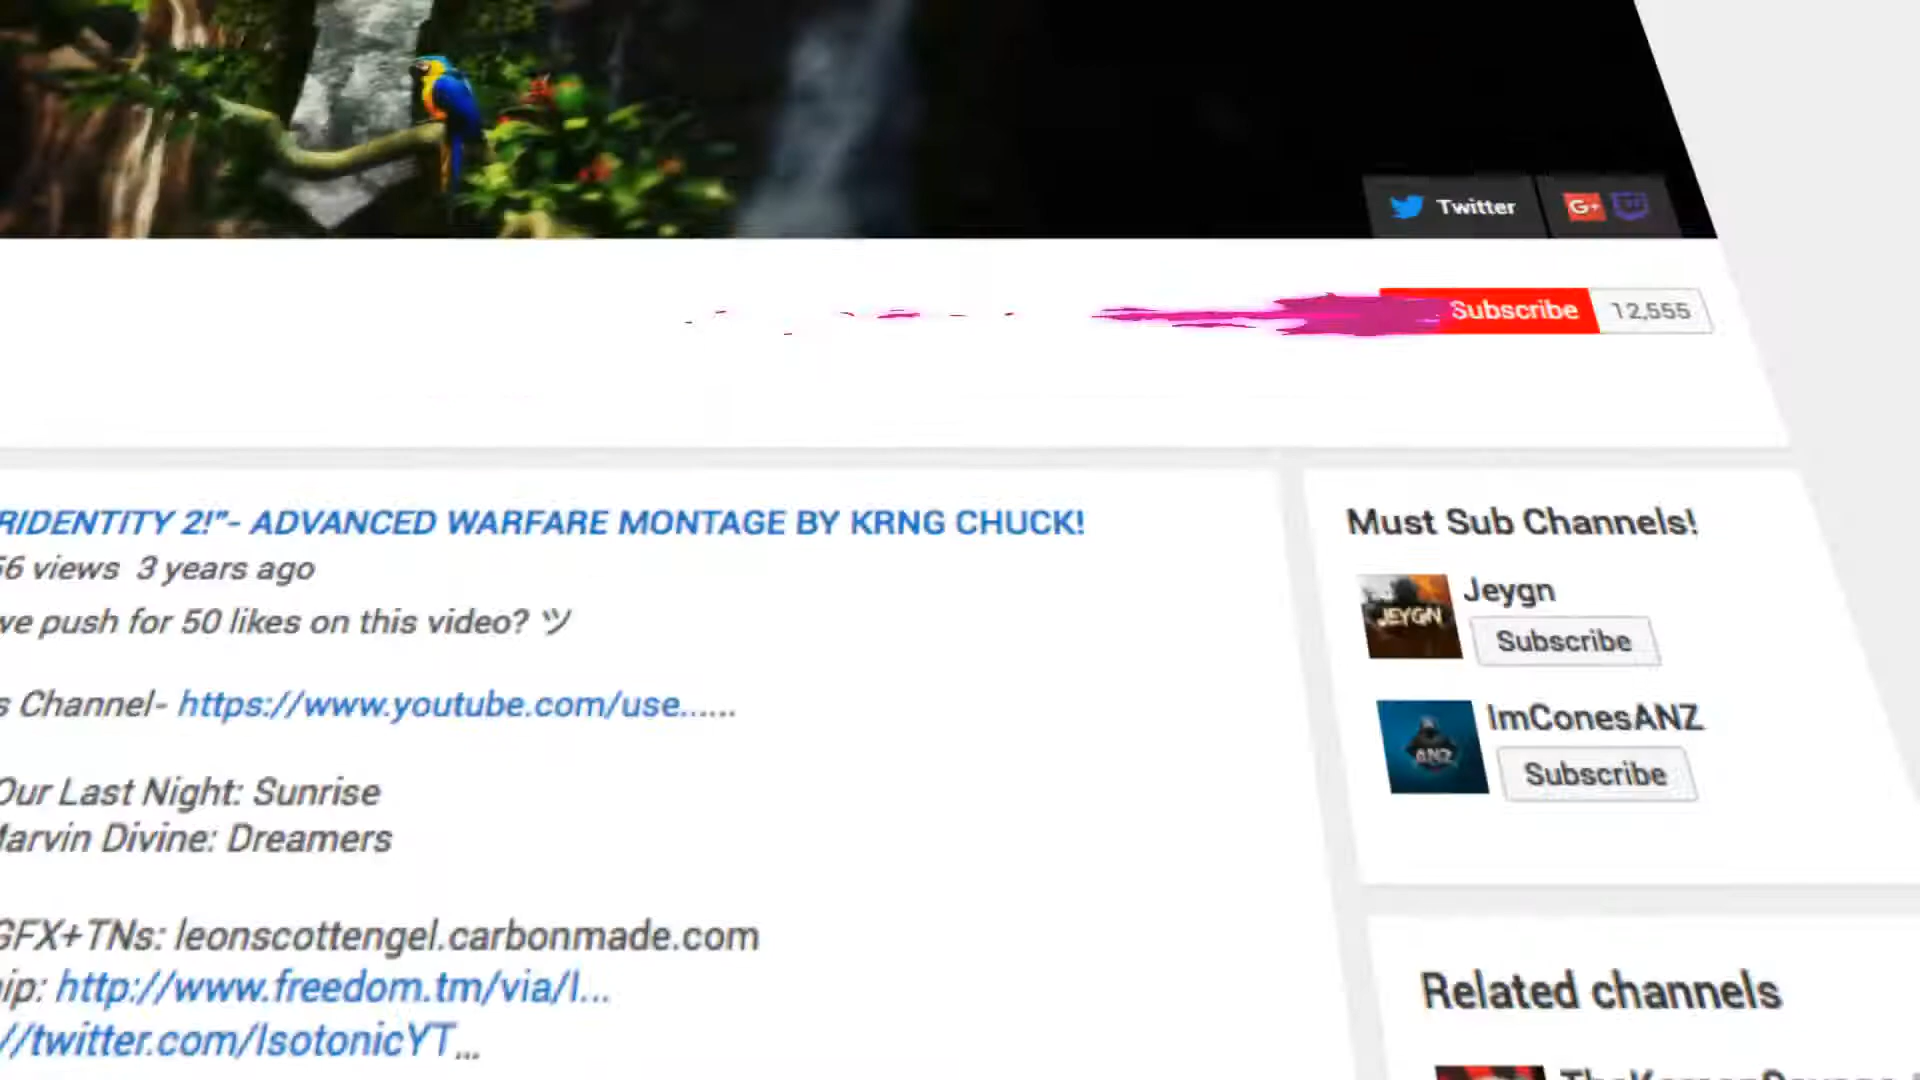 Twitter
G+
Subscribe 12,555
RIDENTITY 2!"- ADVANCED WARFARE MONTAGE BY KRNG CHUCK!
56 views 3 years ago
we push for 50 likes on this video? ツ
s Channel- https://www.youtube.com/use......
Our Last Night: Sunrise
Marvin Divine: Dreamers
GFX+TNs: leonscottengel.carbonmade.com
hip: http://www.freedom.tm/via/I...
//twitter.com/IsotonicYT...
Must Sub Channels!
JEYGN
Jeygn
Subscribe
ANZ
ImConesANZ
Subscribe
Related channels